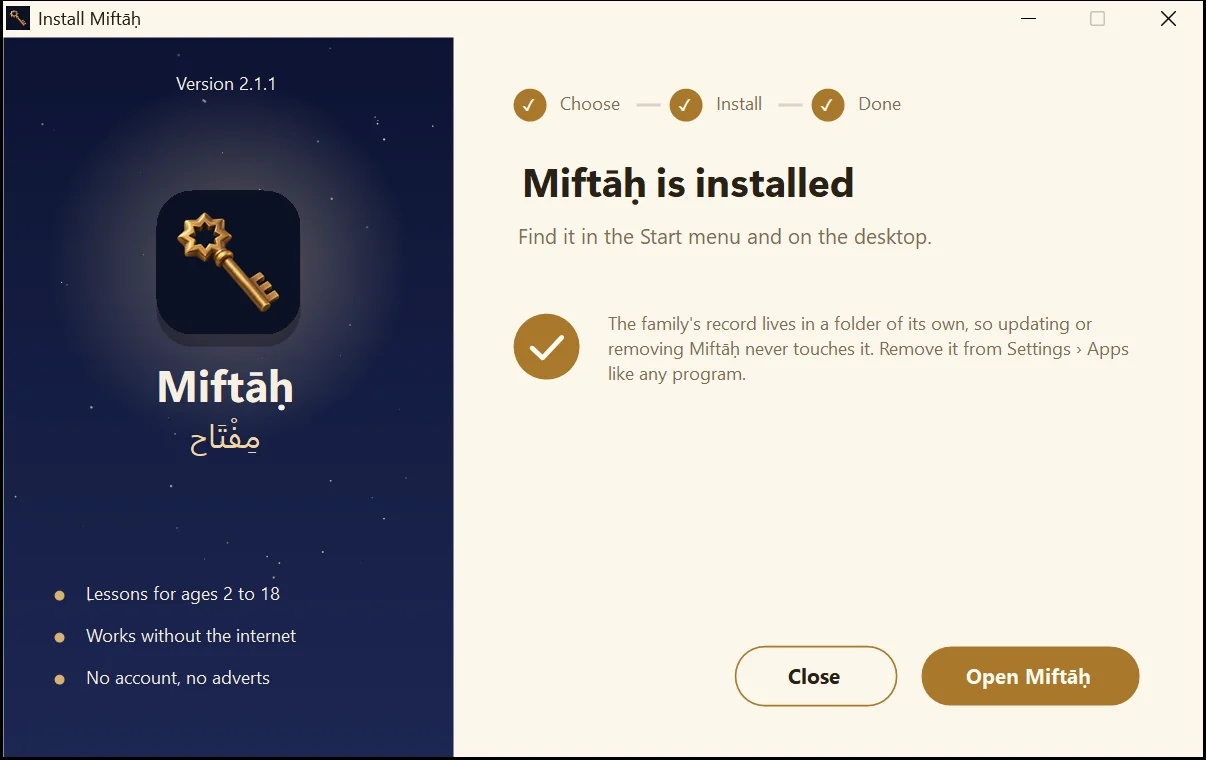 Install Miftāḥ
Version 2.1.1
Miftāḥ
مِفْتَاح
Lessons for ages 2 to 18
Works without the internet
No account, no adverts
✓ Choose — ✓ Install — ✓ Done
Miftāḥ is installed
Find it in the Start menu and on the desktop.
The family's record lives in a folder of its own, so updating or
removing Miftāḥ never touches it. Remove it from Settings › Apps
like any program.
Close
Open Miftāḥ